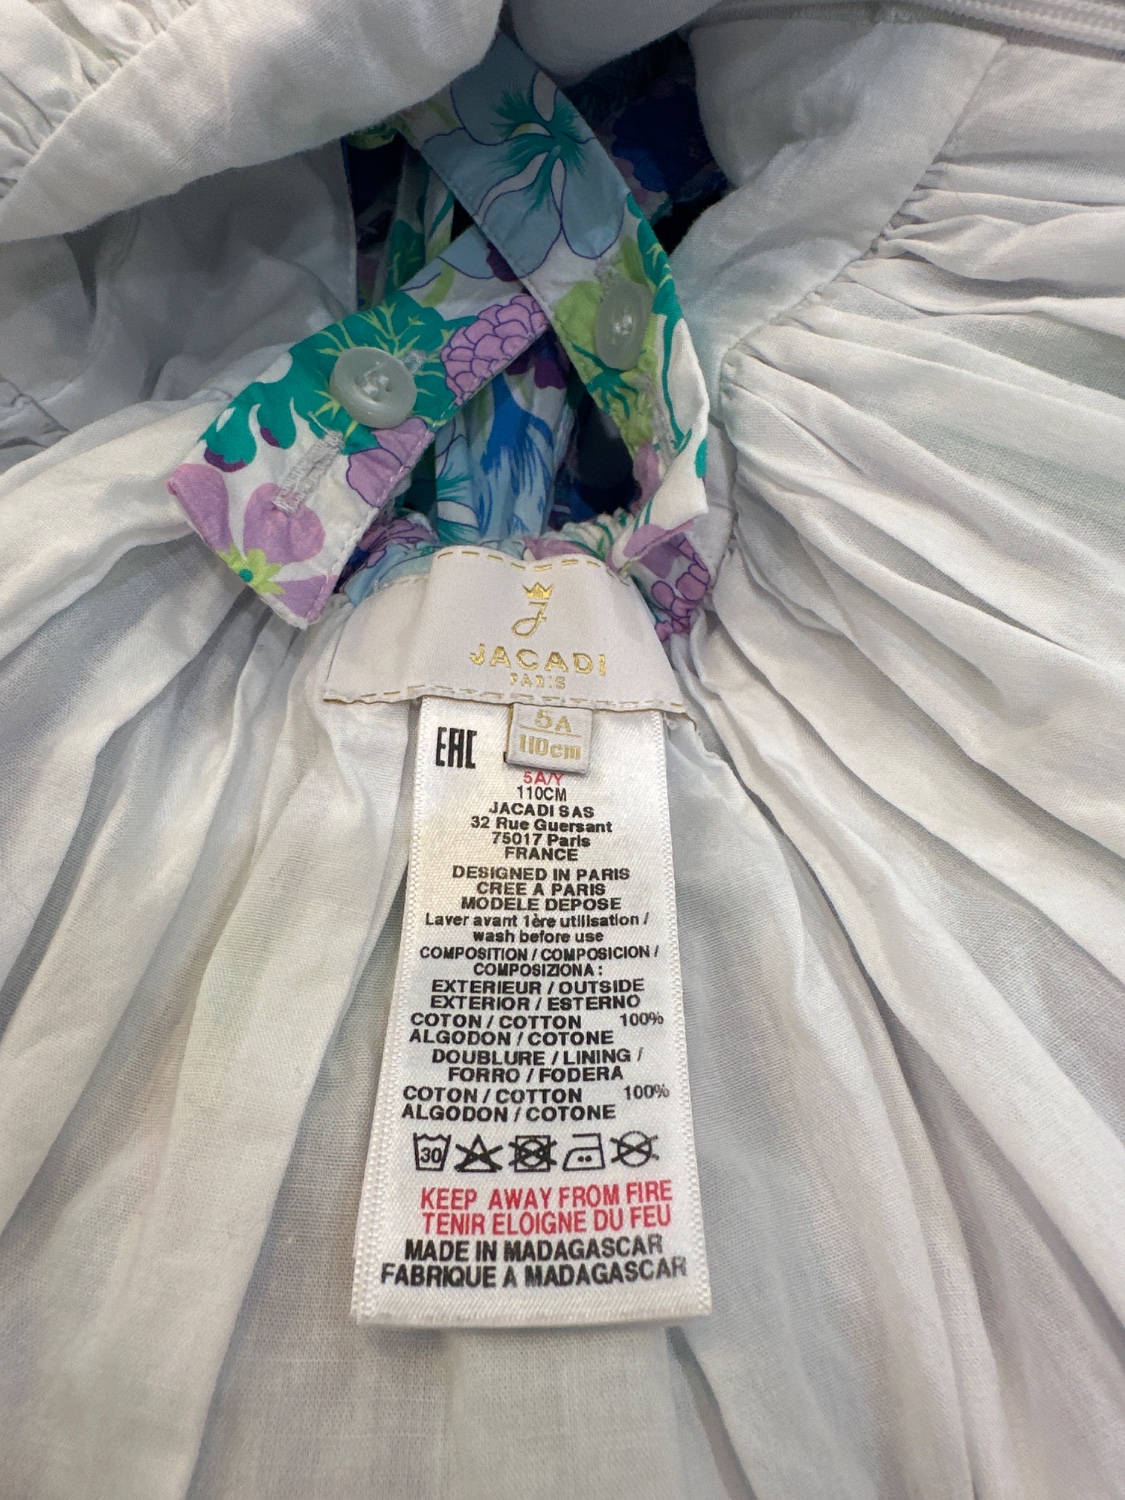 J
JACADI
PARIS
5A
110cm
EAC
5A/Y
110CM
JACADI SAS
32 Rue Guersant
75017 Paris
FRANCE
DESIGNED IN PARIS
CREE A PARIS
MODELE DEPOSE
Laver avant 1ère utilisation /
wash before use
COMPOSITION / COMPOSICION /
COMPOSIZIONA :
EXTERIEUR / OUTSIDE
EXTERIOR / ESTERNO
COTON / COTTON 100%
ALGODON / COTONE
DOUBLURE / LINING /
FORRO / FODERA
COTON / COTTON 100%
ALGODON / COTONE
30
KEEP AWAY FROM FIRE
TENIR ELOIGNE DU FEU
MADE IN MADAGASCAR
FABRIQUE A MADAGASCAR